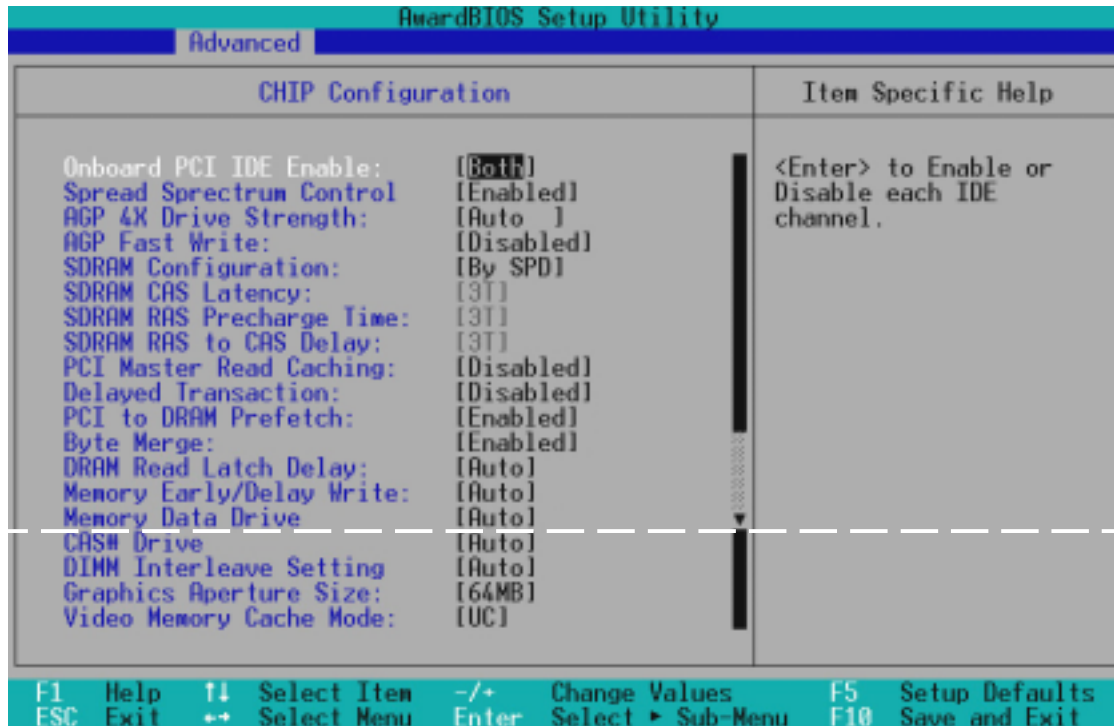 AwardBIOS Setup Utility
Advanced
CHIP Configuration
Item Specific Help
Onboard PCI IDE Enable: [Both]
Spread Sprectrum Control [Enabled]
AGP 4X Drive Strength: [Auto ]
AGP Fast Write: [Disabled]
SDRAM Configuration: [By SPD]
SDRAM CAS Latency: [3T]
SDRAM RAS Precharge Time: [3T]
SDRAM RAS to CAS Delay: [3T]
PCI Master Read Caching: [Disabled]
Delayed Transaction: [Disabled]
PCI to DRAM Prefetch: [Enabled]
Byte Merge: [Enabled]
DRAM Read Latch Delay: [Auto]
Memory Early/Delay Write: [Auto]
Memory Data Drive [Auto]
CAS# Drive [Auto]
DIMM Interleave Setting [Auto]
Graphics Aperture Size: [64MB]
Video Memory Cache Mode: [UC]
<Enter> to Enable or
Disable each IDE
channel.
F1 Help ↑↓ Select Item -/+ Change Values F5 Setup Defaults
ESC Exit ←→ Select Menu Enter Select ► Sub-Menu F10 Save and Exit